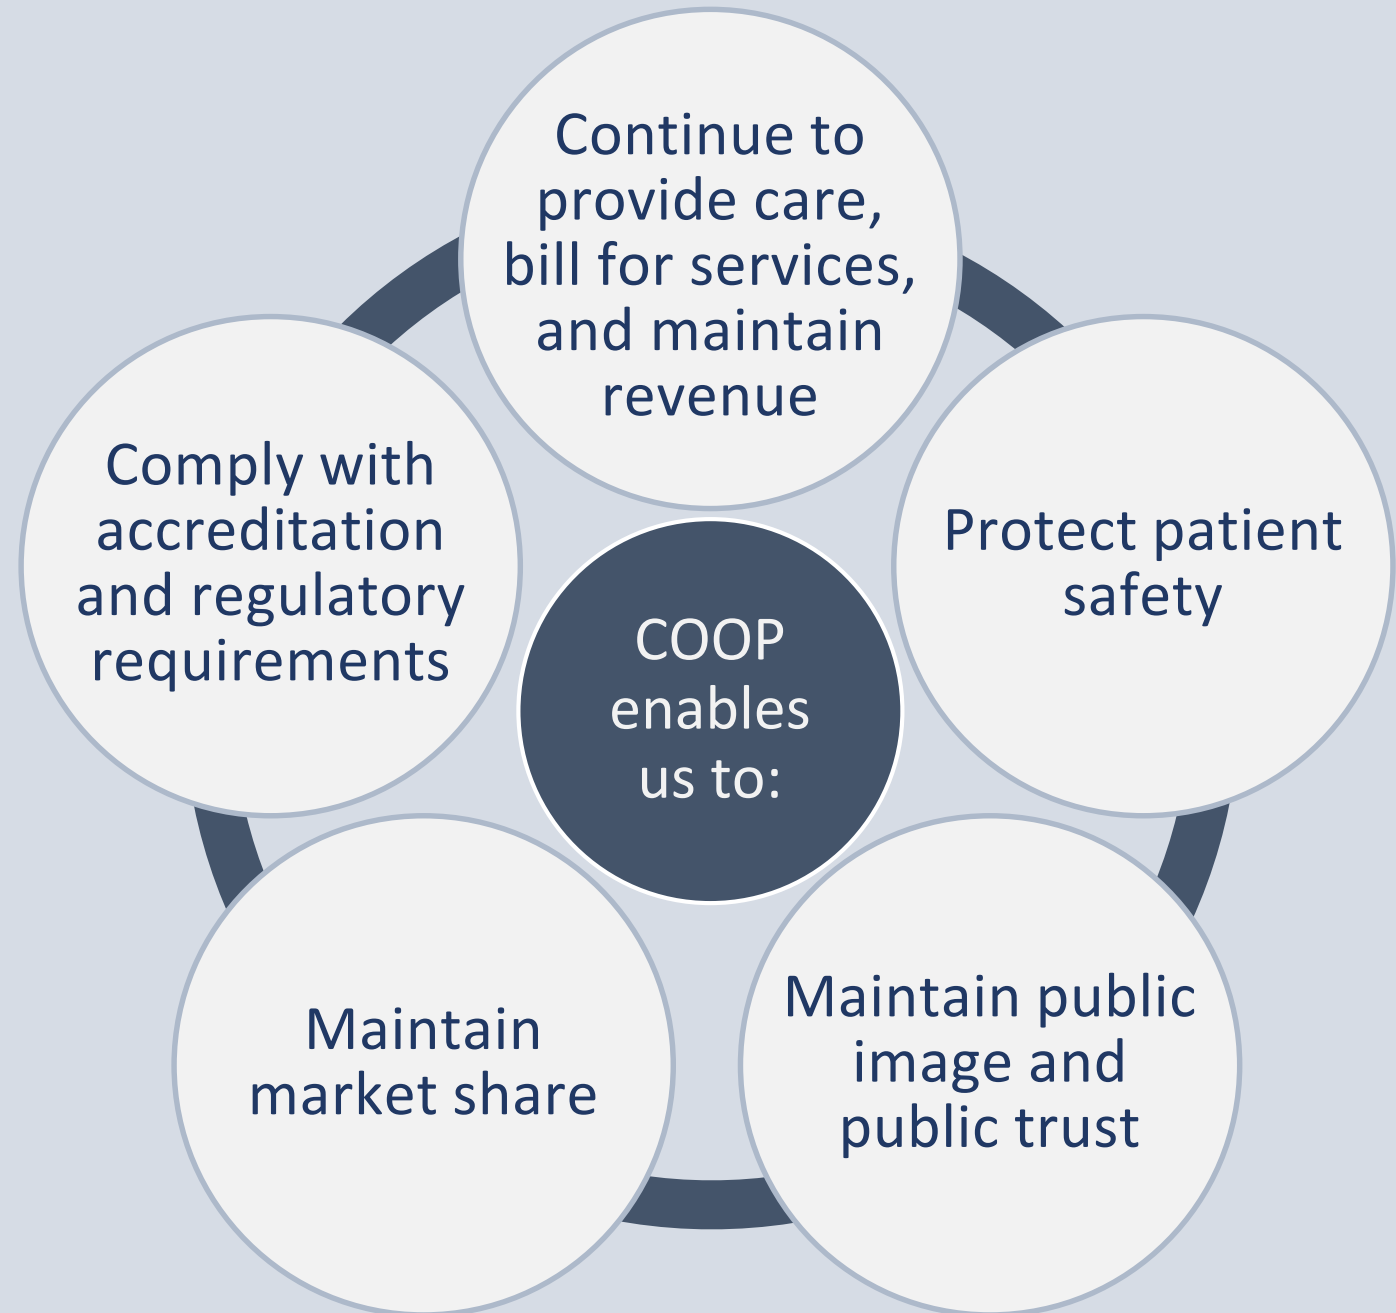 Continue to
provide care,
bill for services,
and maintain
revenue
Protect patient
safety
Maintain public
image and
public trust
Maintain
market share
Comply with
accreditation
and regulatory
requirements
COOP
enables
us to: